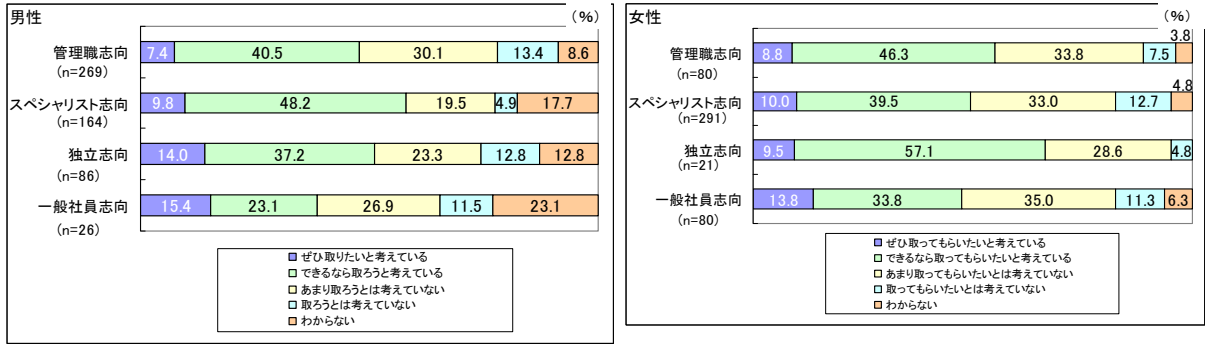 男性
(%)
管理職志向 7.4 40.5 30.1 13.4 8.6
(n=269)
スペシャリスト志向 9.8 48.2 19.5 4.9 17.7
(n=164)
独立志向 14.0 37.2 23.3 12.8 12.8
(n=86)
一般社員志向 15.4 23.1 26.9 11.5 23.1
(n=26)
ぜひ取りたいと考えている
できるなら取ろうと考えている
あまり取ろうとは考えていない
取ろうとは考えていない
わからない
女性
(%)
3.8
管理職志向 8.8 46.3 33.8 7.5
(n=80)
4.8
スペシャリスト志向 10.0 39.5 33.0 12.7
(n=291)
独立志向 9.5 57.1 28.6 4.8
(n=21)
一般社員志向 13.8 33.8 35.0 11.3 6.3
(n=80)
ぜひ取ってもらいたいと考えている
できるなら取ってもらいたいと考えている
あまり取ってもらいたいとは考えていない
取ってもらいたいとは考えていない
わからない